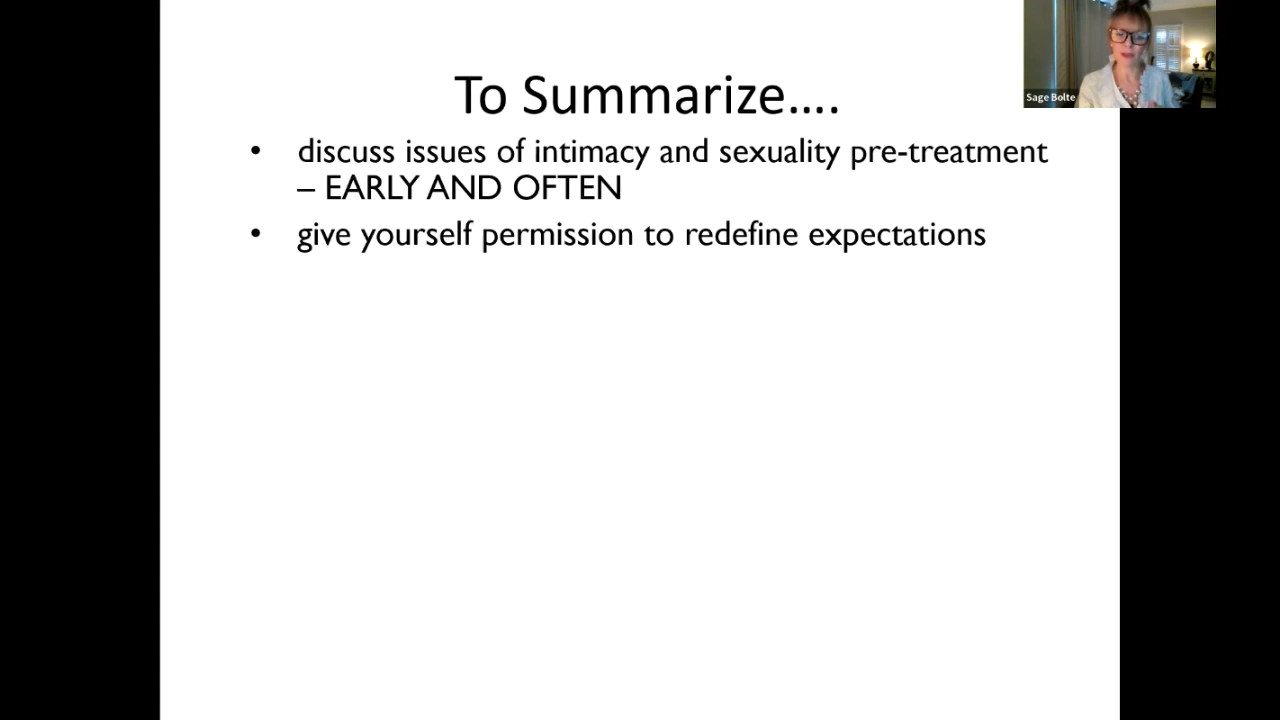 To Summarize....
Sage Bolte
• discuss issues of intimacy and sexuality pre-treatment
– EARLY AND OFTEN
• give yourself permission to redefine expectations